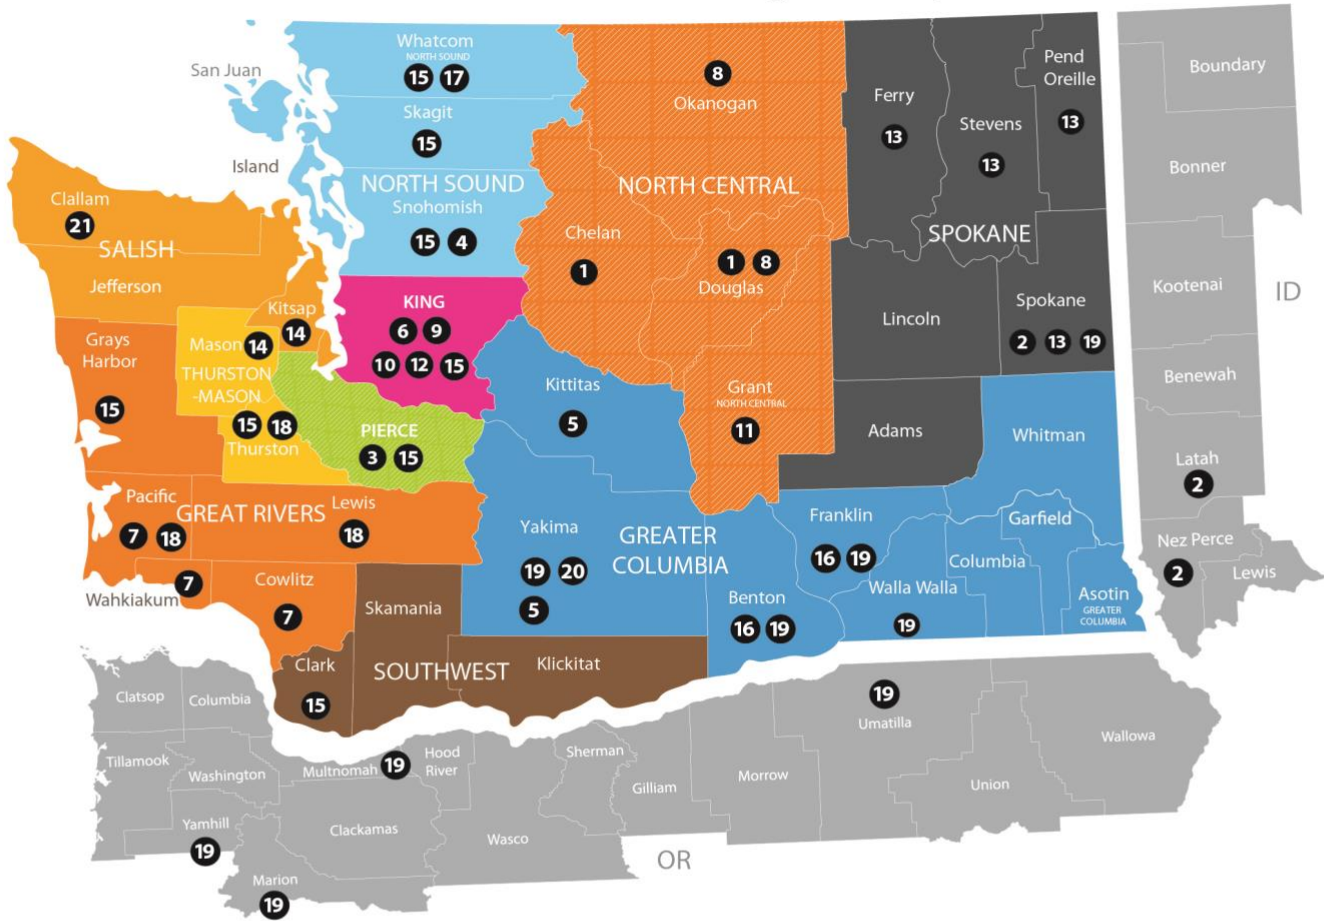 Whatcom
NORTH SOUND
15 17
San Juan
Skagit
15
Island
NORTH SOUND
Snohomish
15 4
Clallam
21
SALISH
Jefferson
Kitsap
14
Grays
Harbor
15
Mason 14
THURSTON
-MASON
15 18
Thurston
KING
6 9
10 12 15
PIERCE
3 15
Pacific
7 18
GREAT RIVERS
Lewis
18
Wahkiakum
7
Cowlitz
7
8
Okanogan
NORTH CENTRAL
Chelan
1
1 8
Douglas
Grant
NORTH CENTRAL
11
Ferry
13
Stevens
13
Pend
Oreille
13
SPOKANE
Lincoln
Spokane
2 13 19
Adams
Kittitas
5
Yakima
19 20
5
GREATER
COLUMBIA
Benton
16 19
Franklin
16 19
Walla Walla
19
Columbia
Garfield
Whitman
Asotin
GREATER
COLUMBIA
Skamania
Clark
15
SOUTHWEST
Klickitat
Boundary
Bonner
Kootenai
ID
Benewah
Latah
2
Nez Perce
2
Lewis
Clatsop
Columbia
Tillamook
Washington
Multnomah 19
Hood
River
Sherman
Gilliam
Morrow
19
Umatilla
Union
Wallowa
Yamhill
19
Clackamas
Wasco
Marion
19
OR